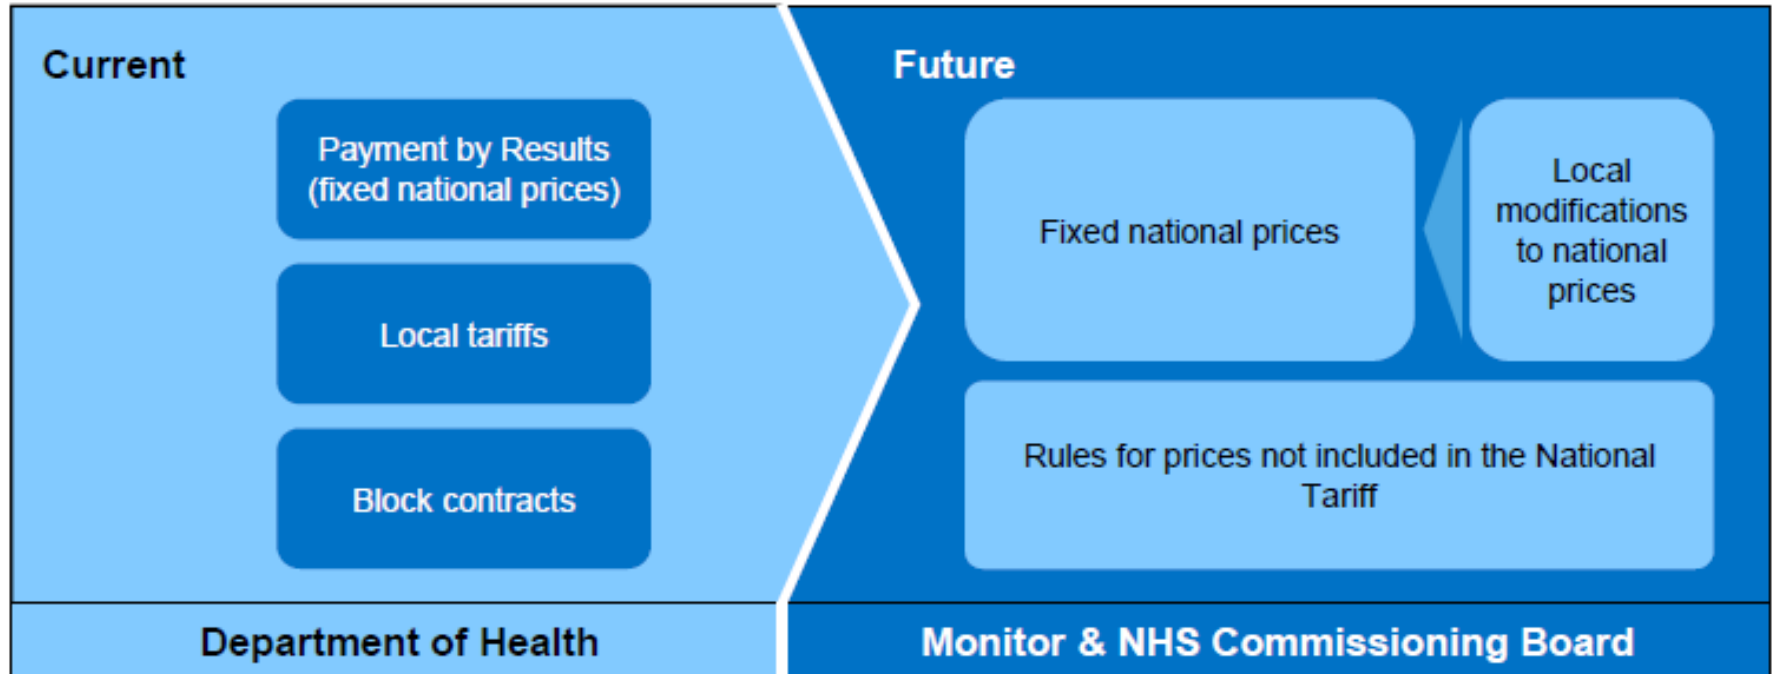 Current
Payment by Results
(fixed national prices)
Local tariffs
Block contracts
Department of Health
Future
Fixed national prices
Local
modifications
to national
prices
Rules for prices not included in the National
Tariff
Monitor & NHS Commissioning Board